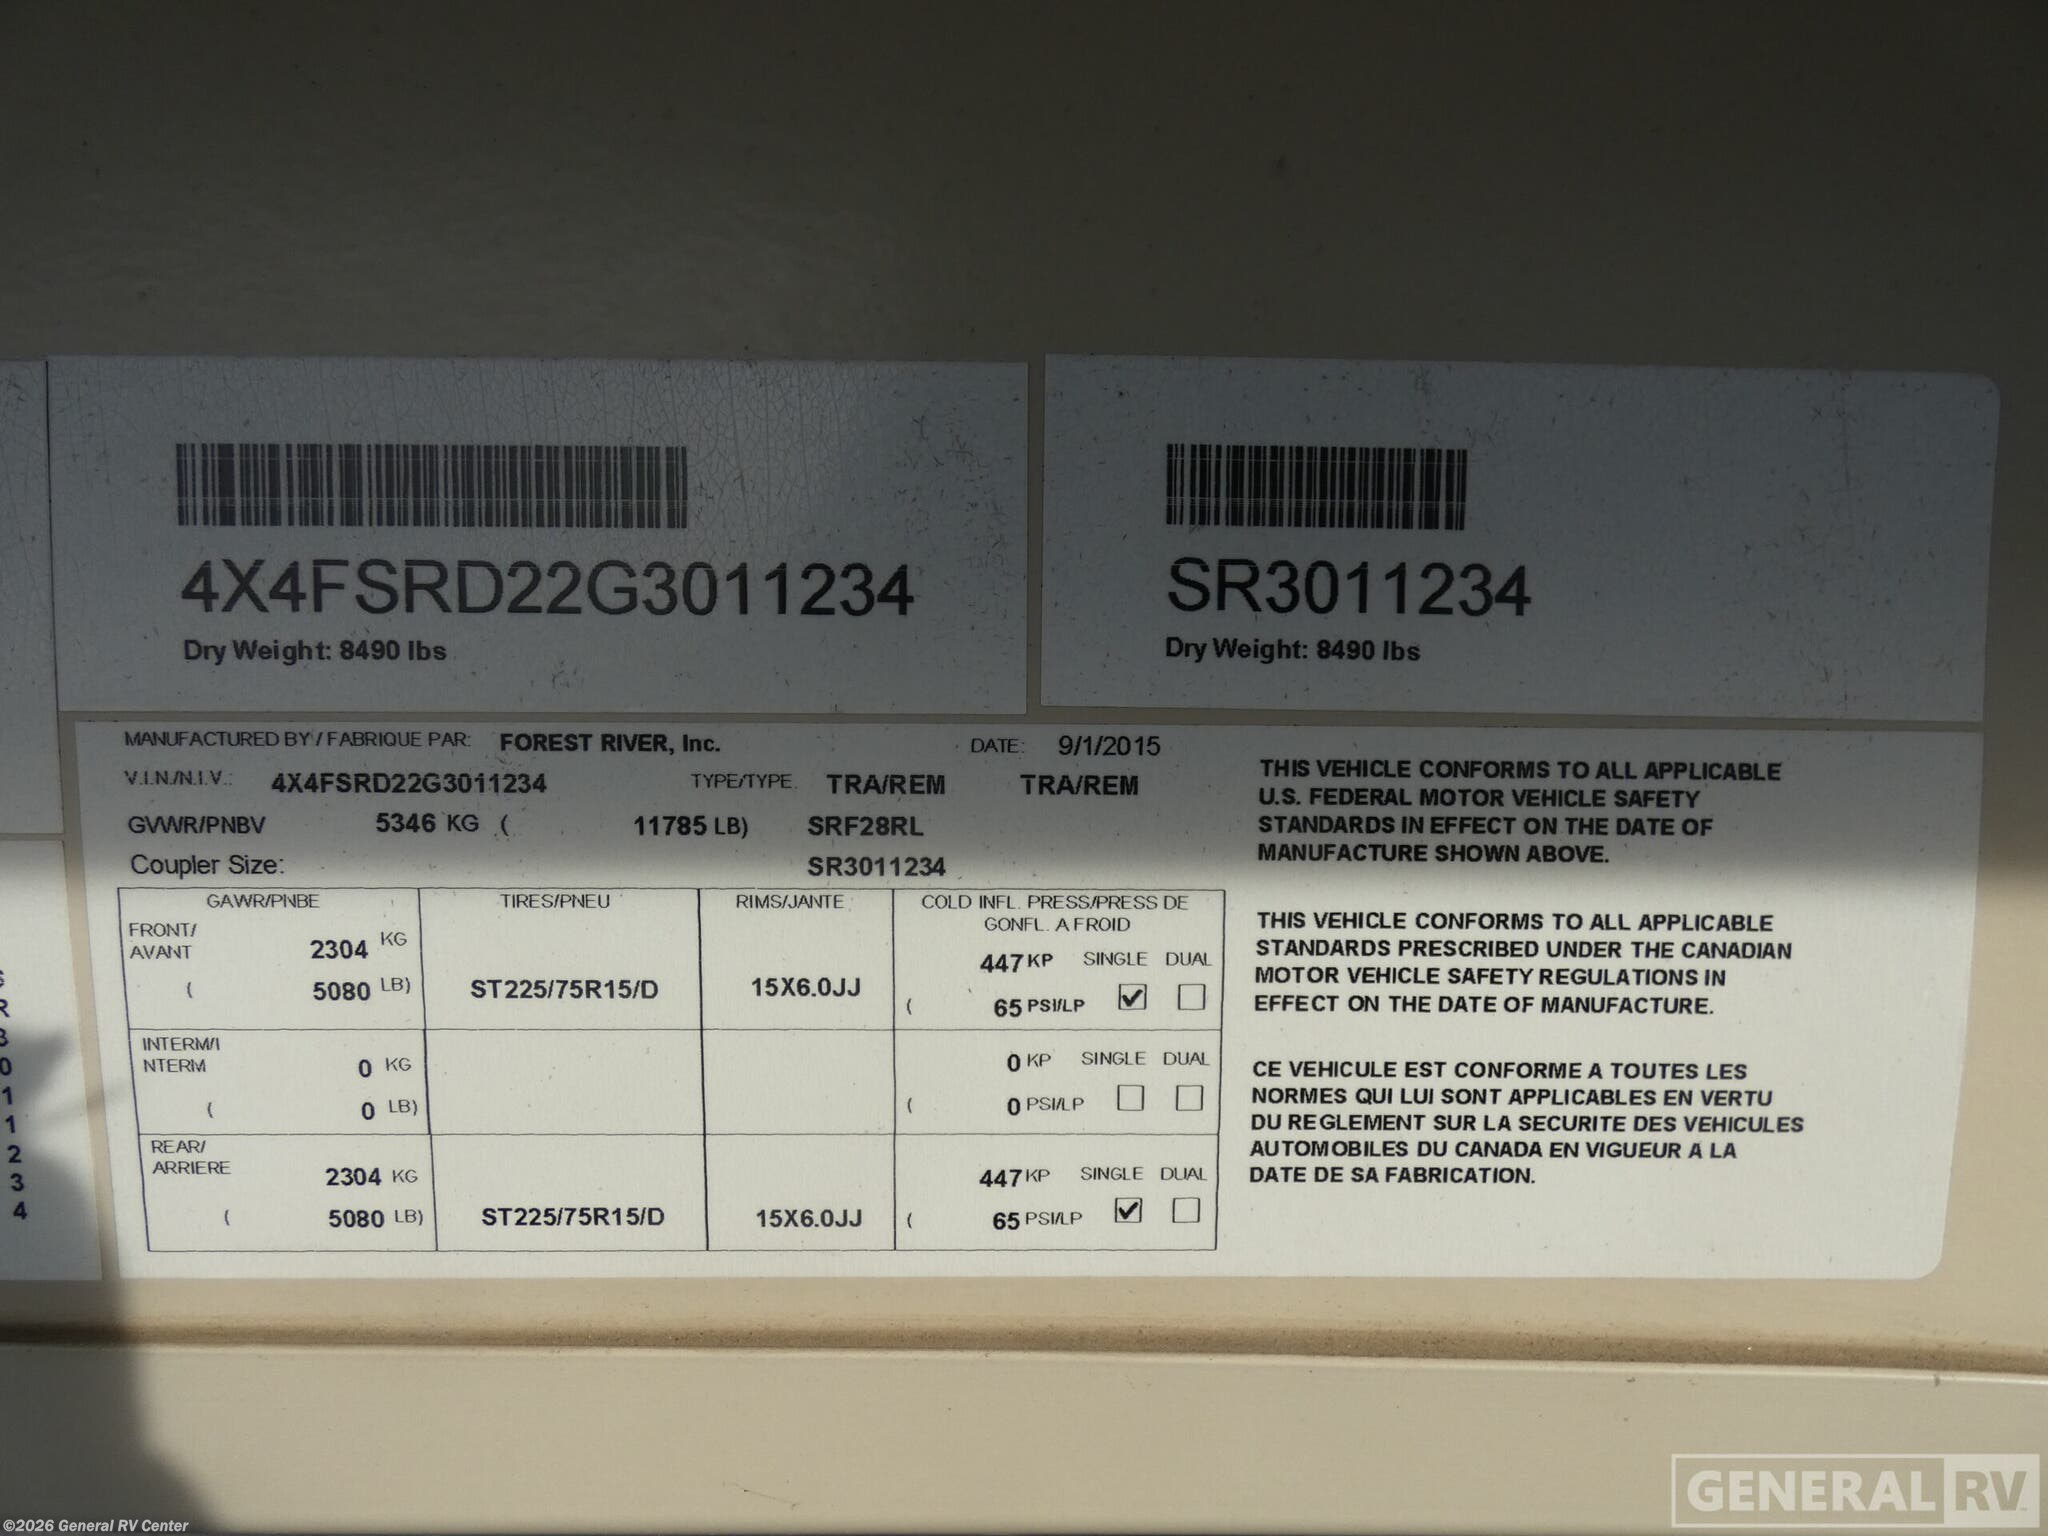 4X4FSRD22G3011234
Dry Weight: 8490 lbs
SR3011234
Dry Weight: 8490 lbs
MANUFACTURED BY / FABRIQUE PAR: FOREST RIVER, Inc. DATE: 9/1/2015
V.I.N./N.I.V.: 4X4FSRD22G3011234 TYPE/TYPE TRA/REM TRA/REM
GVWR/PNBV 5346 KG ( 11785 LB) SRF28RL
Coupler Size: SR3011234
GAWR/PNBE TIRES/PNEU RIMS/JANTE COLD INFL. PRESS/PRESS DE
GONFL. A FROID
FRONT/
AVANT 2304 KG 447 KP SINGLE DUAL
( 5080 LB) ST225/75R15/D 15X6.0JJ ( 65 PSI/LP
INTERM/I
NTERM 0 KG 0 KP SINGLE DUAL
( 0 LB) ( 0 PSI/LP
REAR/
ARRIERE 2304 KG 447 KP SINGLE DUAL
( 5080 LB) ST225/75R15/D 15X6.0JJ ( 65 PSI/LP
THIS VEHICLE CONFORMS TO ALL APPLICABLE
U.S. FEDERAL MOTOR VEHICLE SAFETY
STANDARDS IN EFFECT ON THE DATE OF
MANUFACTURE SHOWN ABOVE.
THIS VEHICLE CONFORMS TO ALL APPLICABLE
STANDARDS PRESCRIBED UNDER THE CANADIAN
MOTOR VEHICLE SAFETY REGULATIONS IN
EFFECT ON THE DATE OF MANUFACTURE.
CE VEHICULE EST CONFORME A TOUTES LES
NORMES QUI LUI SONT APPLICABLES EN VERTU
DU REGLEMENT SUR LA SECURITE DES VEHICULES
AUTOMOBILES DU CANADA EN VIGUEUR A LA
DATE DE SA FABRICATION.
S
R
3
0
1
1
2
3
4
GENERAL RV
©2026 General RV Center